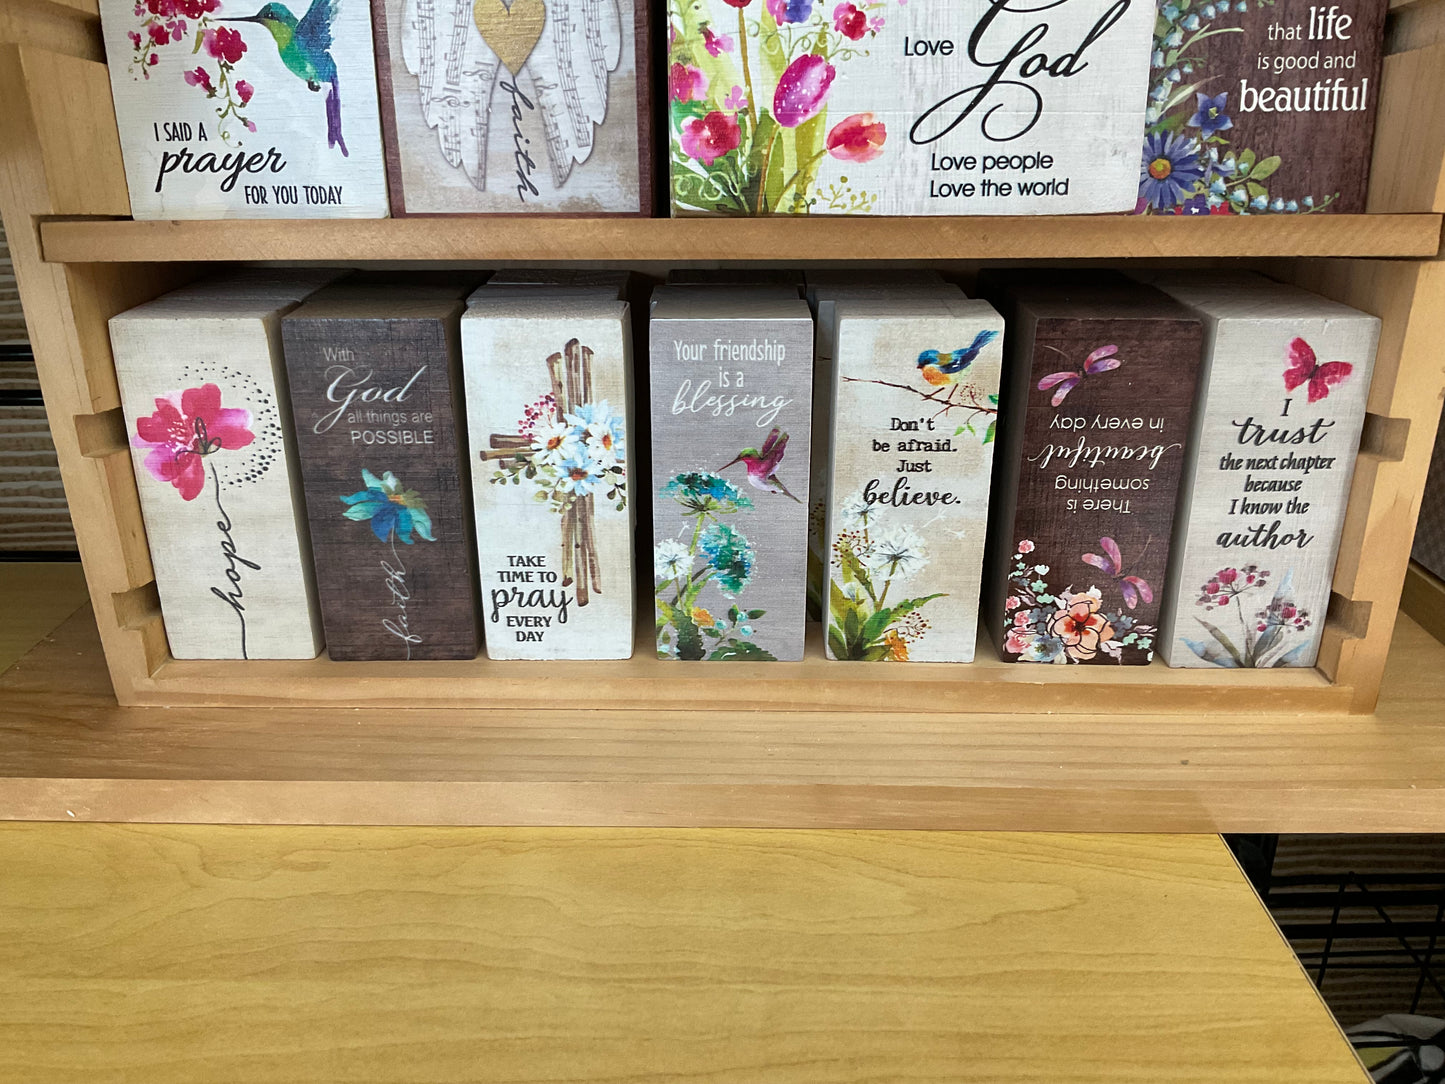 I SAID A
prayer
FOR YOU TODAY
faith
Love God
Love people
Love the world
that life
is good and
beautiful
hope
With
God
all things are
POSSIBLE
faith
TAKE
TIME TO
pray
EVERY
DAY
Your friendship
is a
blessing
Don't
be afraid.
Just
believe.
There is
something
beautiful
in every day
I
trust
the next chapter
because
I know the
author